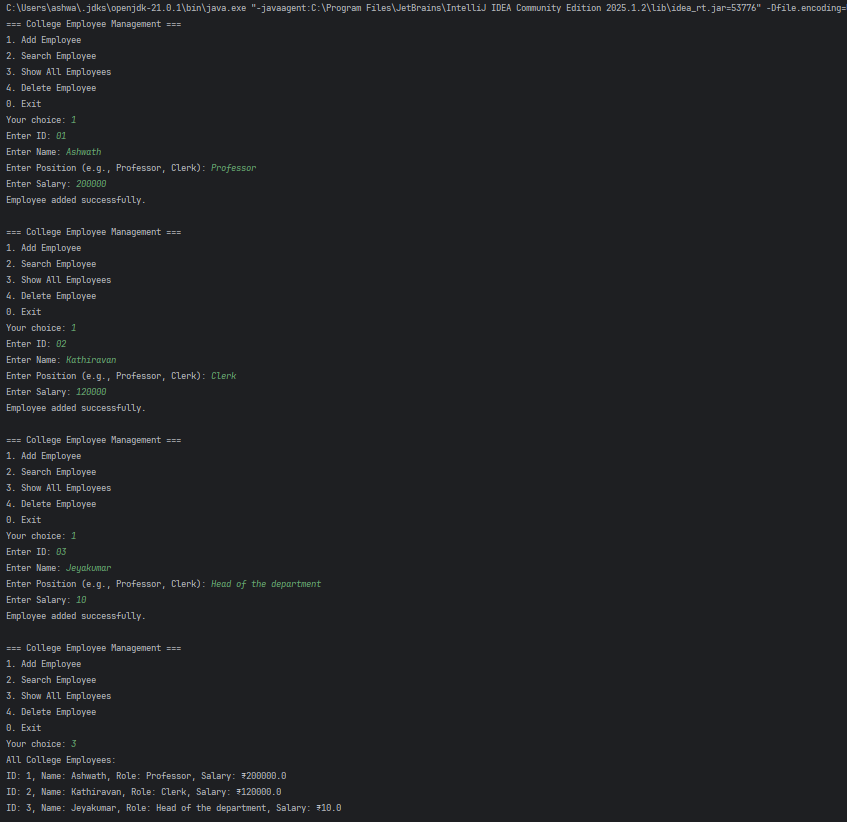 C:\Users\ashwa\.jdks\openjdk-21.0.1\bin\java.exe "-javaagent:C:\Program Files\JetBrains\IntelliJ IDEA Community Edition 2025.1.2\lib\idea_rt.jar=53776" -Dfile.encoding=
=== College Employee Management ===
1. Add Employee
2. Search Employee
3. Show All Employees
4. Delete Employee
0. Exit
Your choice: 1
Enter ID: 01
Enter Name: Ashwath
Enter Position (e.g., Professor, Clerk): Professor
Enter Salary: 200000
Employee added successfully.
=== College Employee Management ===
1. Add Employee
2. Search Employee
3. Show All Employees
4. Delete Employee
0. Exit
Your choice: 1
Enter ID: 02
Enter Name: Kathiravan
Enter Position (e.g., Professor, Clerk): Clerk
Enter Salary: 120000
Employee added successfully.
=== College Employee Management ===
1. Add Employee
2. Search Employee
3. Show All Employees
4. Delete Employee
0. Exit
Your choice: 1
Enter ID: 03
Enter Name: Jeyakumar
Enter Position (e.g., Professor, Clerk): Head of the department
Enter Salary: 10
Employee added successfully.
=== College Employee Management ===
1. Add Employee
2. Search Employee
3. Show All Employees
4. Delete Employee
0. Exit
Your choice: 3
All College Employees:
ID: 1, Name: Ashwath, Role: Professor, Salary: ₹200000.0
ID: 2, Name: Kathiravan, Role: Clerk, Salary: ₹120000.0
ID: 3, Name: Jeyakumar, Role: Head of the department, Salary: ₹10.0